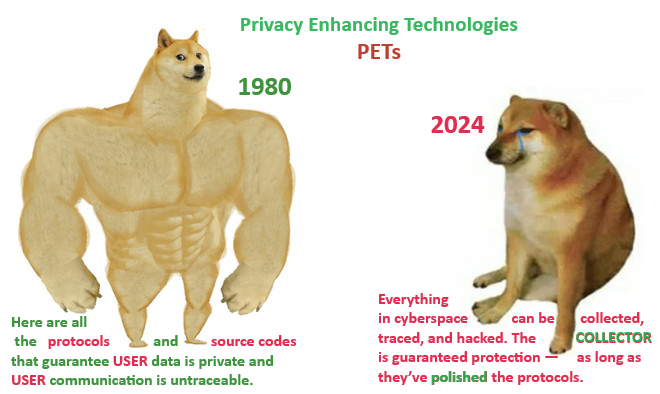 Privacy Enhancing Technologies
PETs
1980
Here are all
the protocols and source codes
that guarantee USER data is private and
USER communication is untraceable.
2024
Everything
in cyberspace can be collected,
traced, and hacked. The COLLECTOR
is guaranteed protection — as long as
they’ve polished the protocols.